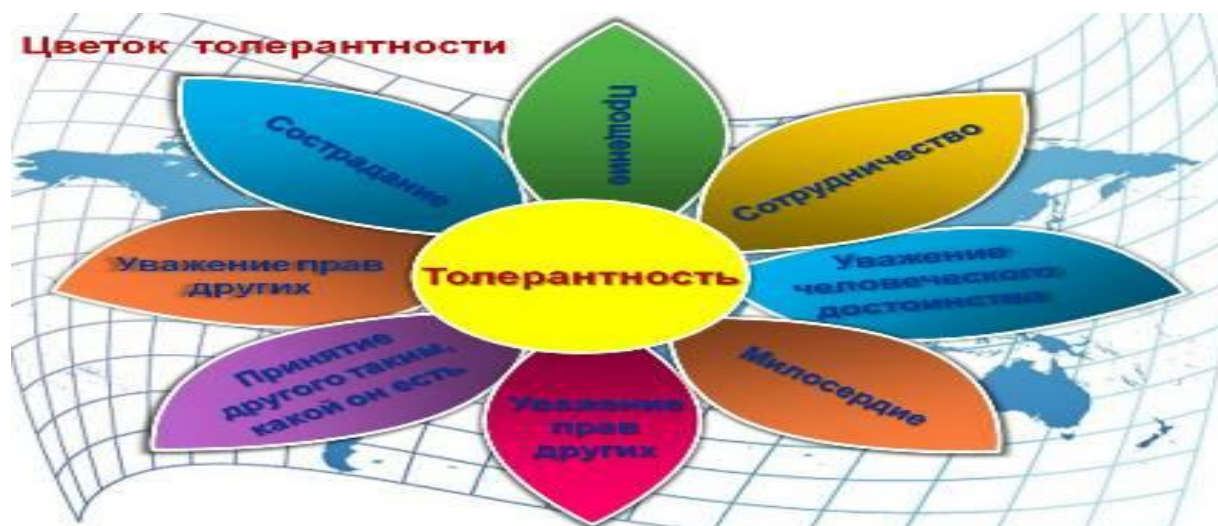 Цветок толерантности
Прощению
Сострадание
Сотрудничество
Уважение прав
других
Толерантность
Уважение
человеческого
достоинства
Принятие
другого таким,
какой он есть
Милосердие
Уважение
прав
других